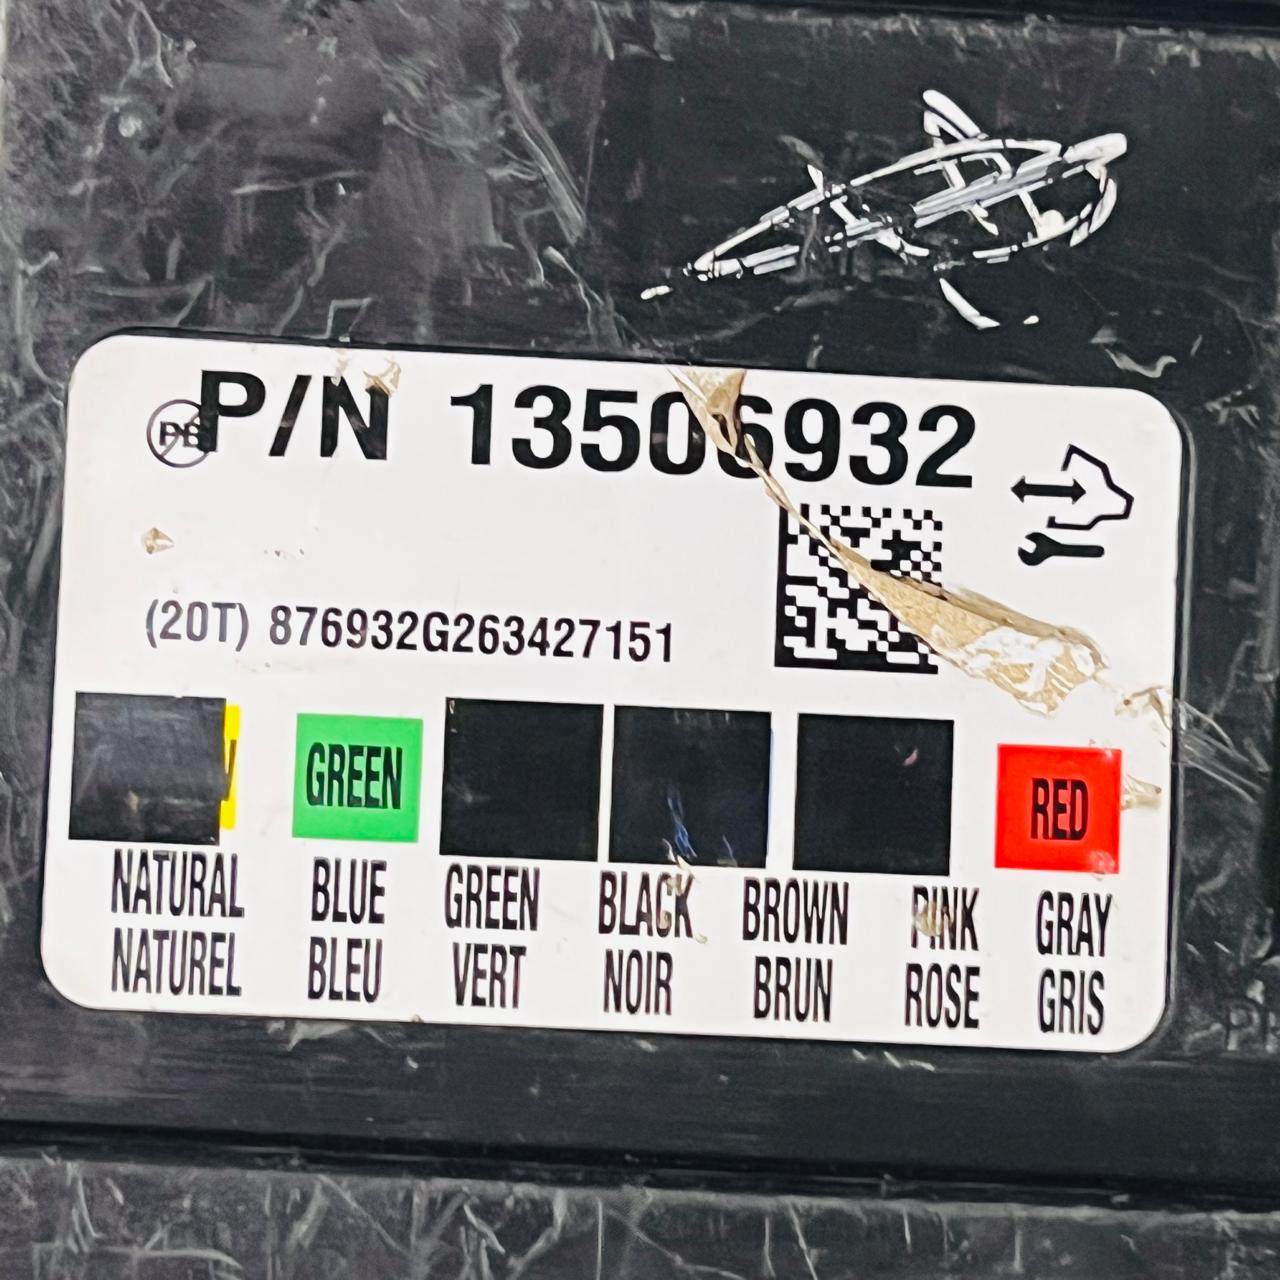 PB P/N 13506932
(20T) 876932G263427151
GREEN RED
NATURAL BLUE GREEN BLACK BROWN PINK GRAY
NATUREL BLEU VERT NOIR BRUN ROSE GRIS